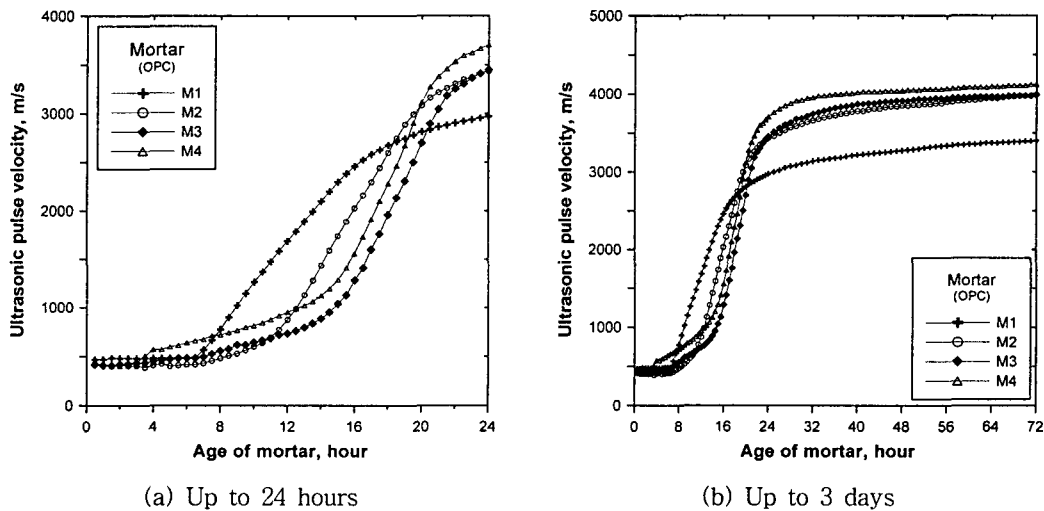 4000
3000
2000
1000
0
Ultrasonic pulse velocity, m/s
Mortar
(OPC)
M1
M2
M3
M4
0 4 8 12 16 20 24
Age of mortar, hour
(a) Up to 24 hours
5000
4000
3000
2000
1000
0
Ultrasonic pulse velocity, m/s
Mortar
(OPC)
M1
M2
M3
M4
0 8 16 24 32 40 48 56 64 72
Age of mortar, hour
(b) Up to 3 days